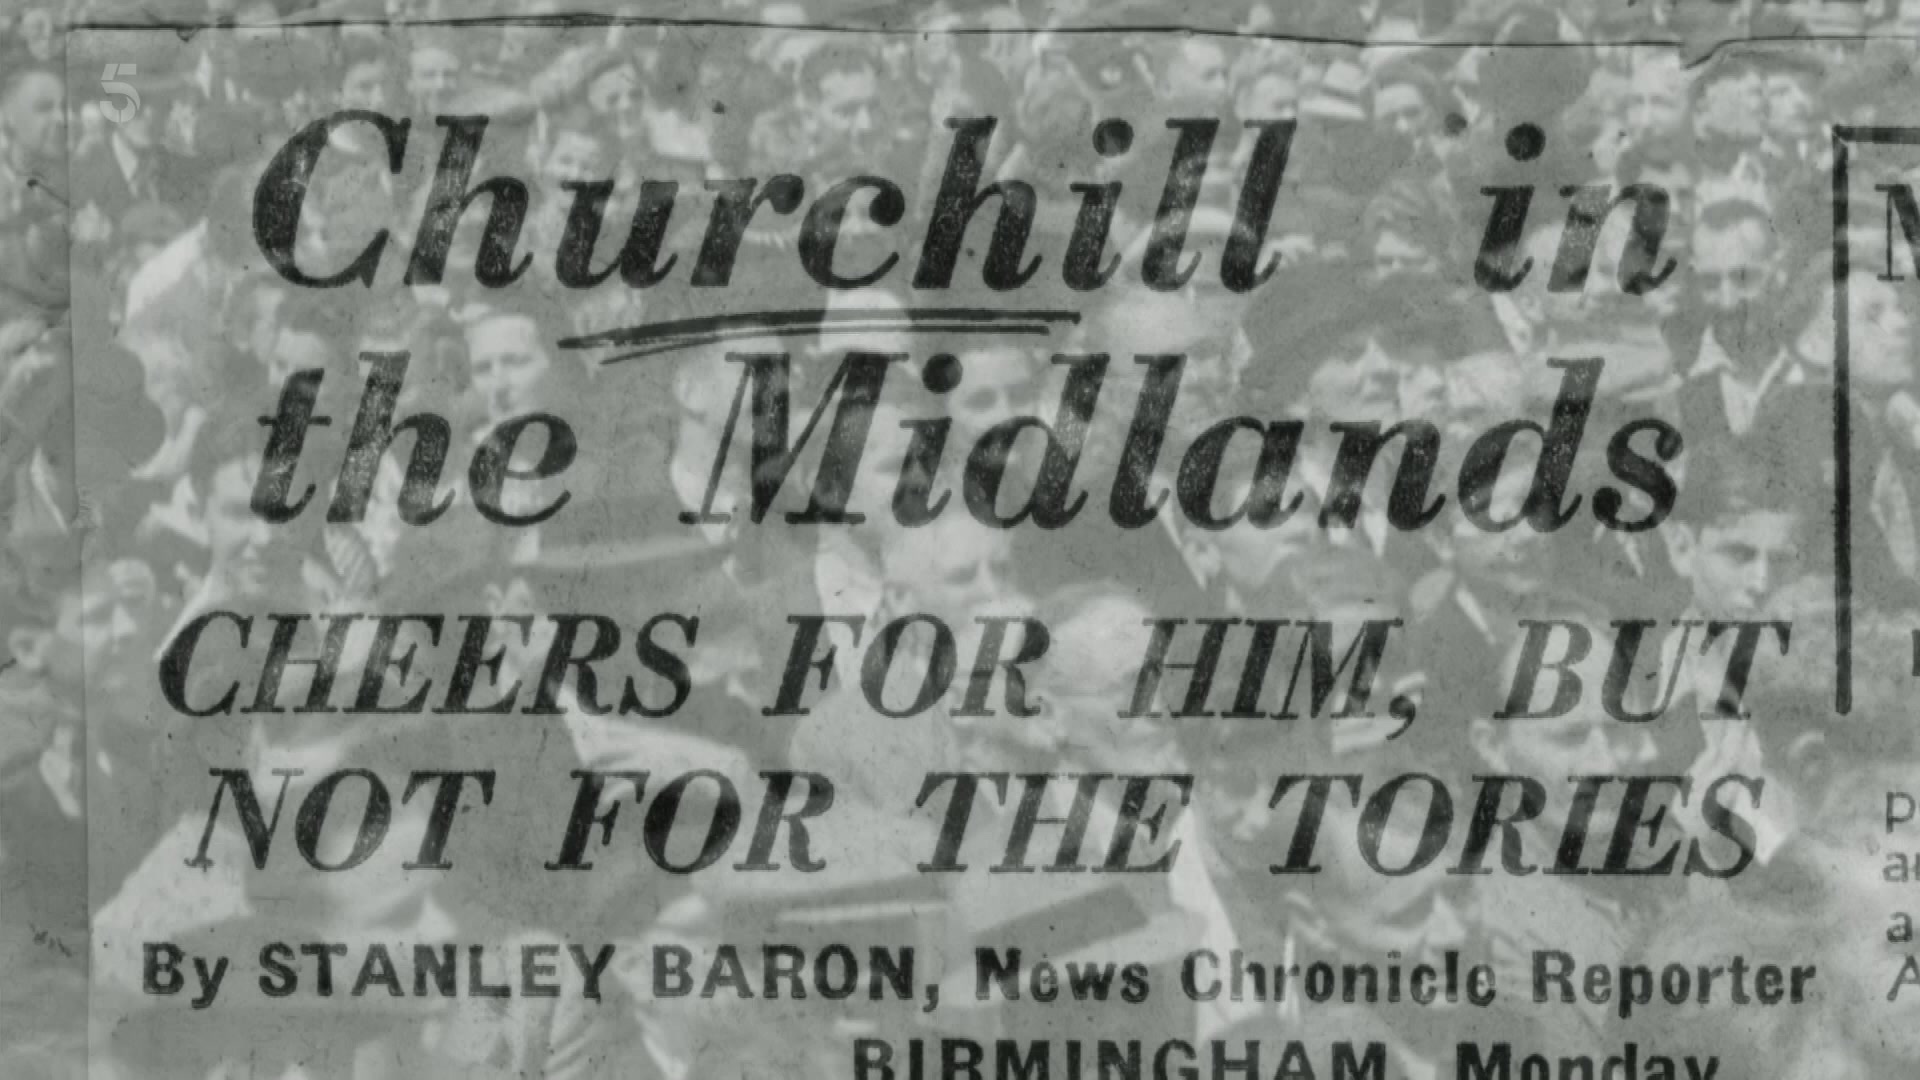 5
Churchill in
the Midlands
CHEERS FOR HIM, BUT
NOT FOR THE TORIES
By STANLEY BARON, News Chronicle Reporter
BIRMINGHAM, Monday